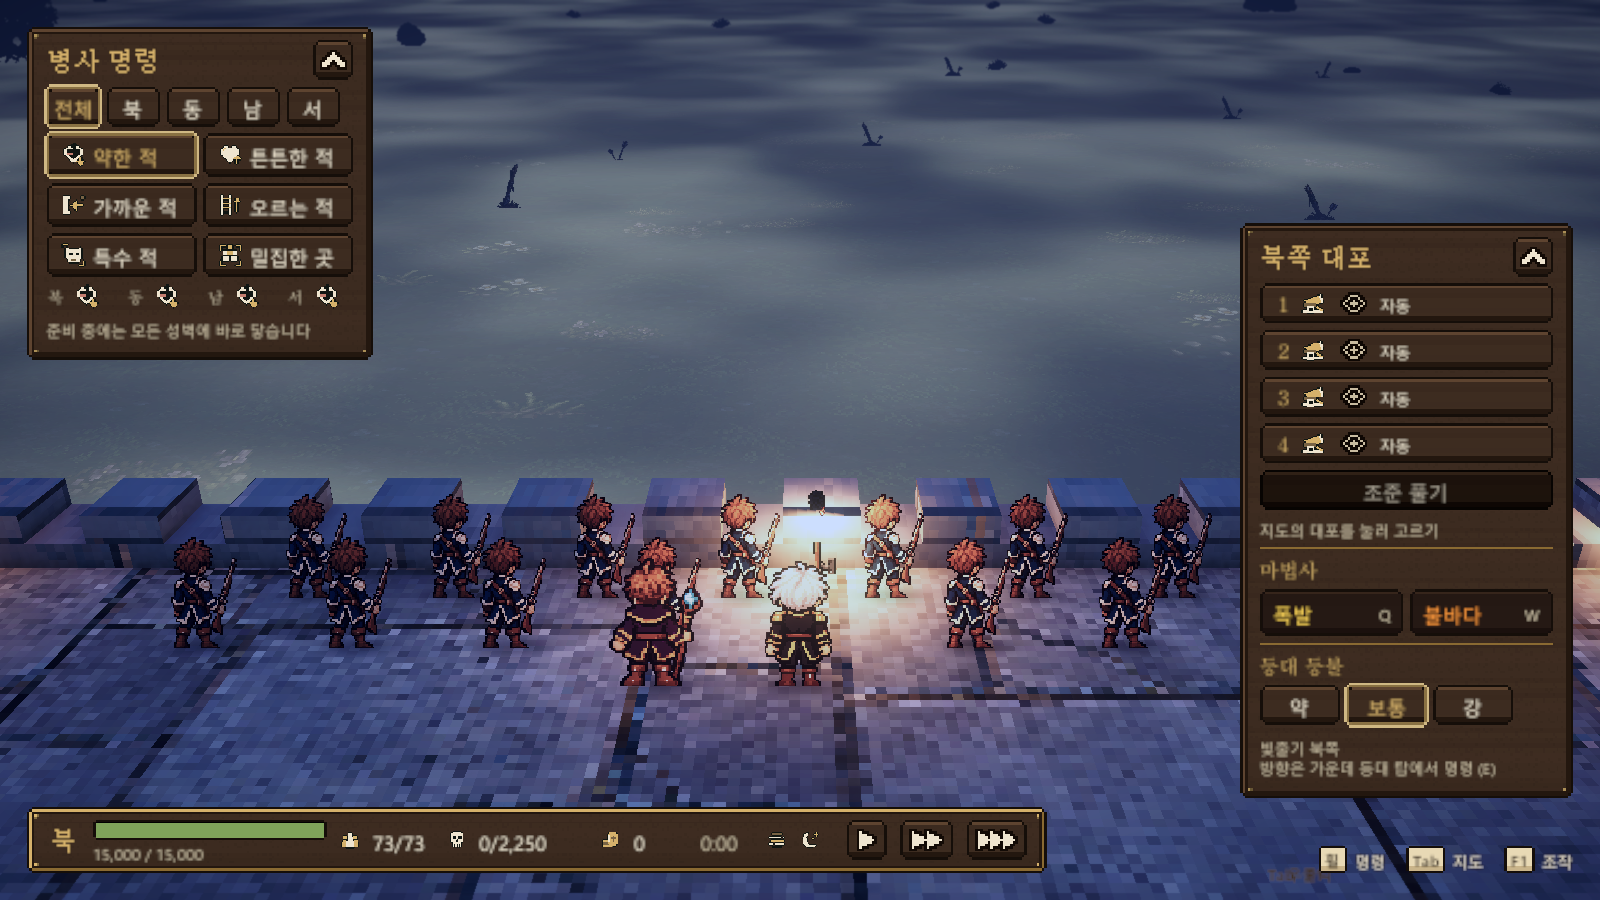 병사 명령
전체 북 동 남 서
약한 적 튼튼한 적
가까운 적 오르는 적
특수 적 밀집한 곳
북 동 남 서
준비 중에는 모든 성벽에 바로 닿습니다
북쪽 대포
1 자동
2 자동
3 자동
4 자동
조준 풀기
지도의 대포를 눌러 고르기
마법사
폭발 Q 불바다 W
등대 등불
약 보통 강
빛줄기 북쪽
방향은 가운데 등대 탑에서 명령 (E)
북 15,000 / 15,000 73/73 0/2,250 0 0:00
휠 명령 Tab 지도 F1 조작